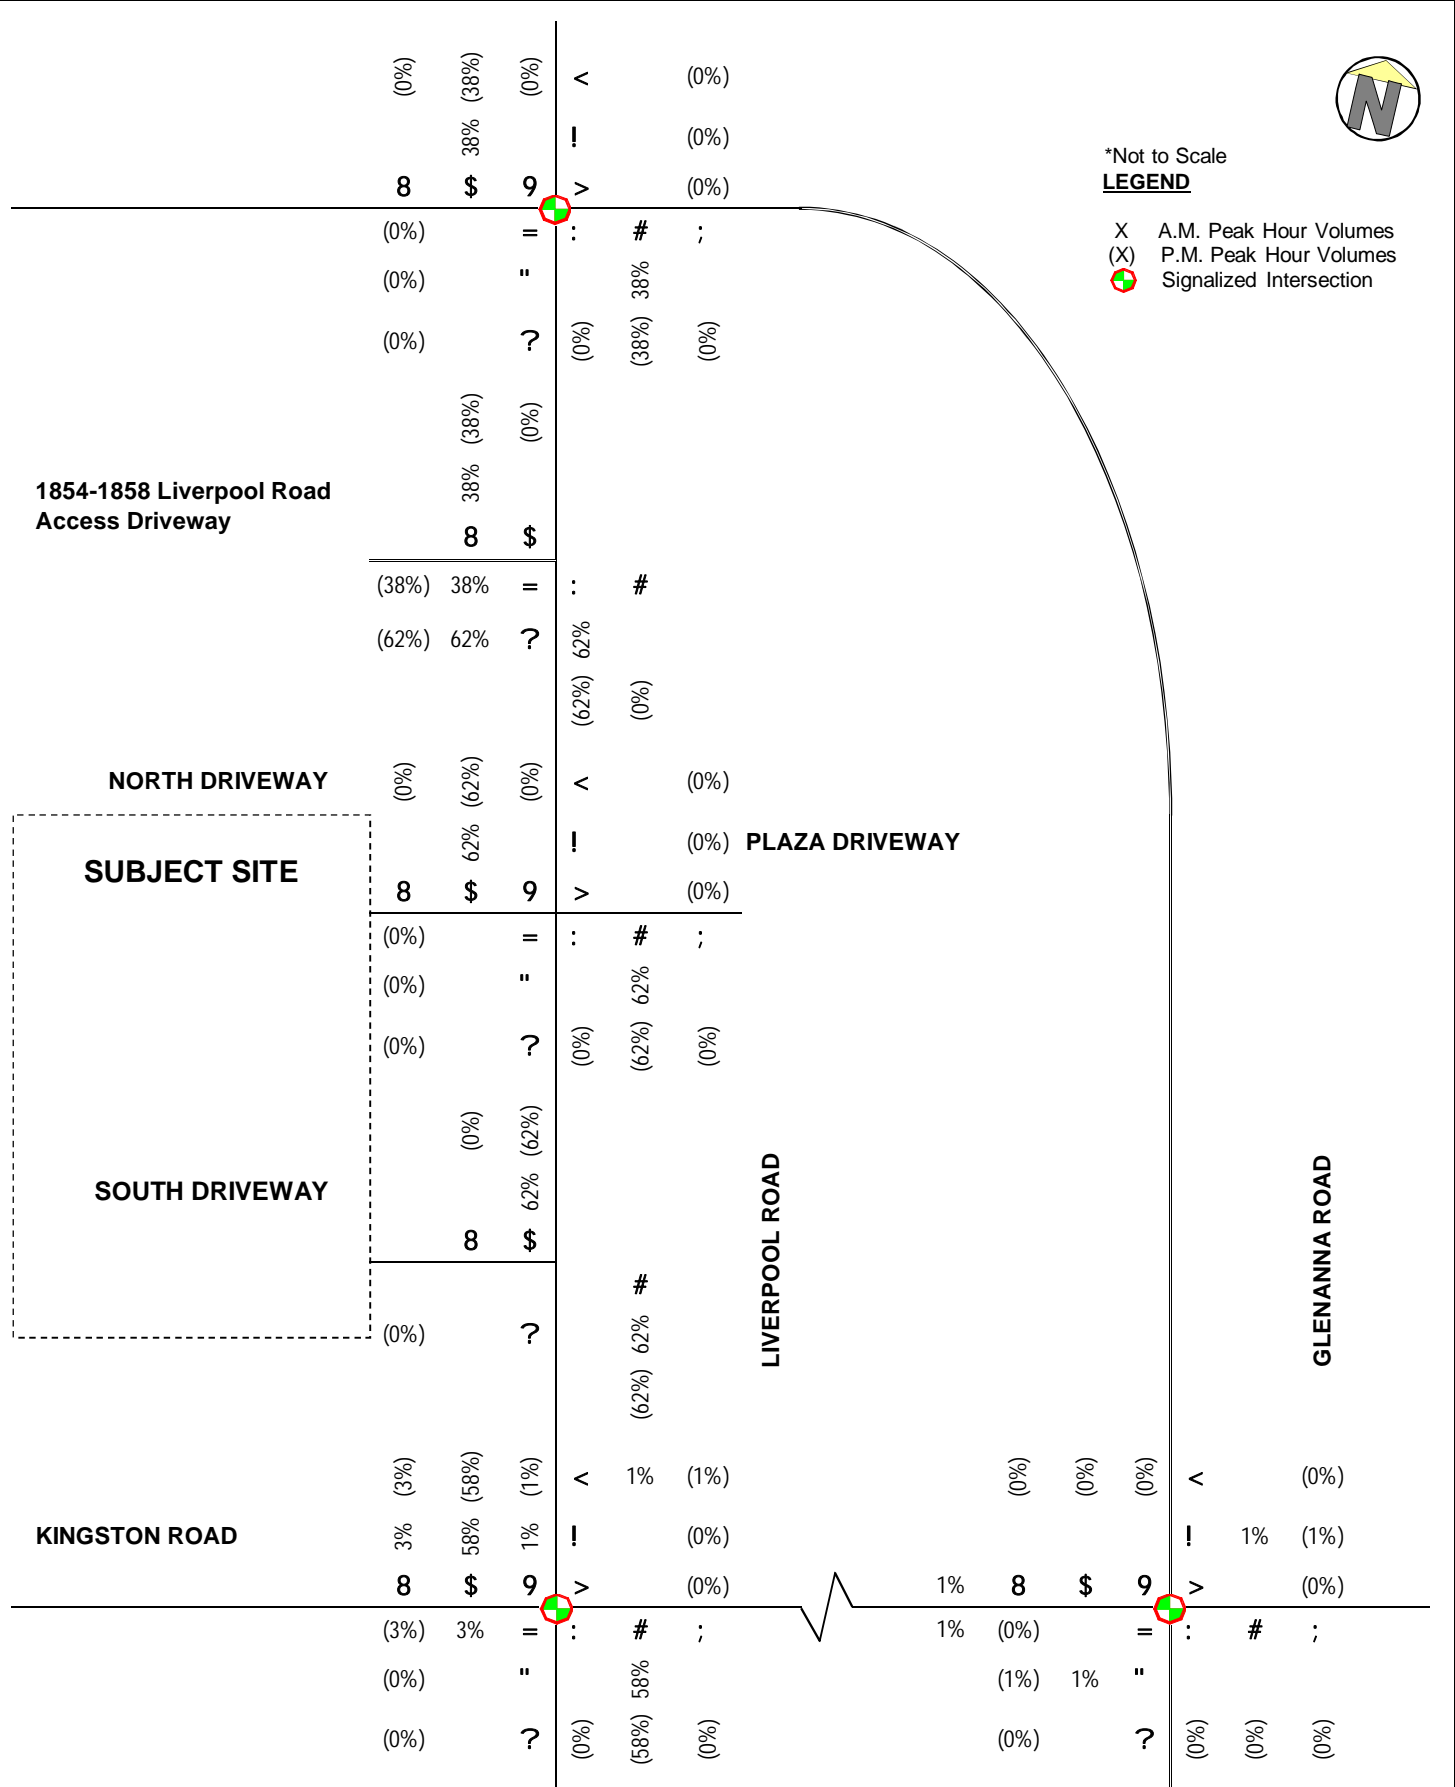 (0%) (38%) (0%) < (0%)
38% ! (0%)
8 $ 9 > (0%)
N
*Not to Scale
LEGEND
X A.M. Peak Hour Volumes
(X) P.M. Peak Hour Volumes
Signalized Intersection
(0%) = : # ;
(0%) " 38%
(0%) ? (0%) (38%) (0%)
(38%) (0%)
38%
1854-1858 Liverpool Road
Access Driveway
8 $
(38%) 38% = : #
(62%) 62% ? 62%
(62%) (0%)
NORTH DRIVEWAY (0%) (62%) (0%) < (0%)
62% ! (0%) PLAZA DRIVEWAY
SUBJECT SITE
8 $ 9 > (0%)
(0%) = : # ;
(0%) " 62%
(0%) ? (0%) (62%) (0%)
(0%) (62%)
SOUTH DRIVEWAY 62%
8 $
LIVERPOOL ROAD
GLENANNA ROAD
#
(0%) ? 62%
(62%)
(3%) (58%) (1%) < 1% (1%) (0%) (0%) (0%) < (0%)
KINGSTON ROAD 3% 58% 1% ! (0%) ! 1% (1%)
8 $ 9 > (0%) 1% 8 $ 9 > (0%)
(3%) 3% = : # ; 1% (0%) = : # ;
(0%) " 58% (1%) 1% "
(0%) ? (0%) (58%) (0%) (0%) ? (0%) (0%) (0%)